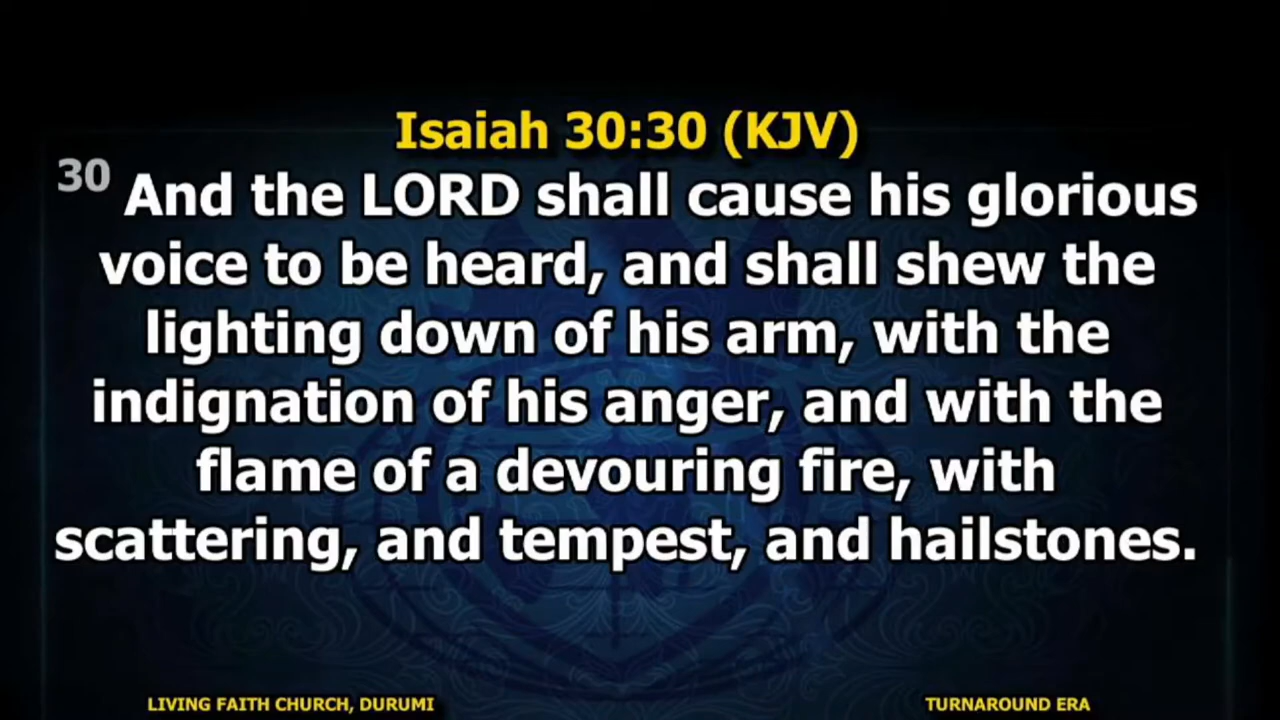 Isaiah 30:30 (KJV)
30 And the LORD shall cause his glorious
voice to be heard, and shall shew the
lighting down of his arm, with the
indignation of his anger, and with the
flame of a devouring fire, with
scattering, and tempest, and hailstones.
LIVING FAITH CHURCH, DURUMI
TURNAROUND ERA